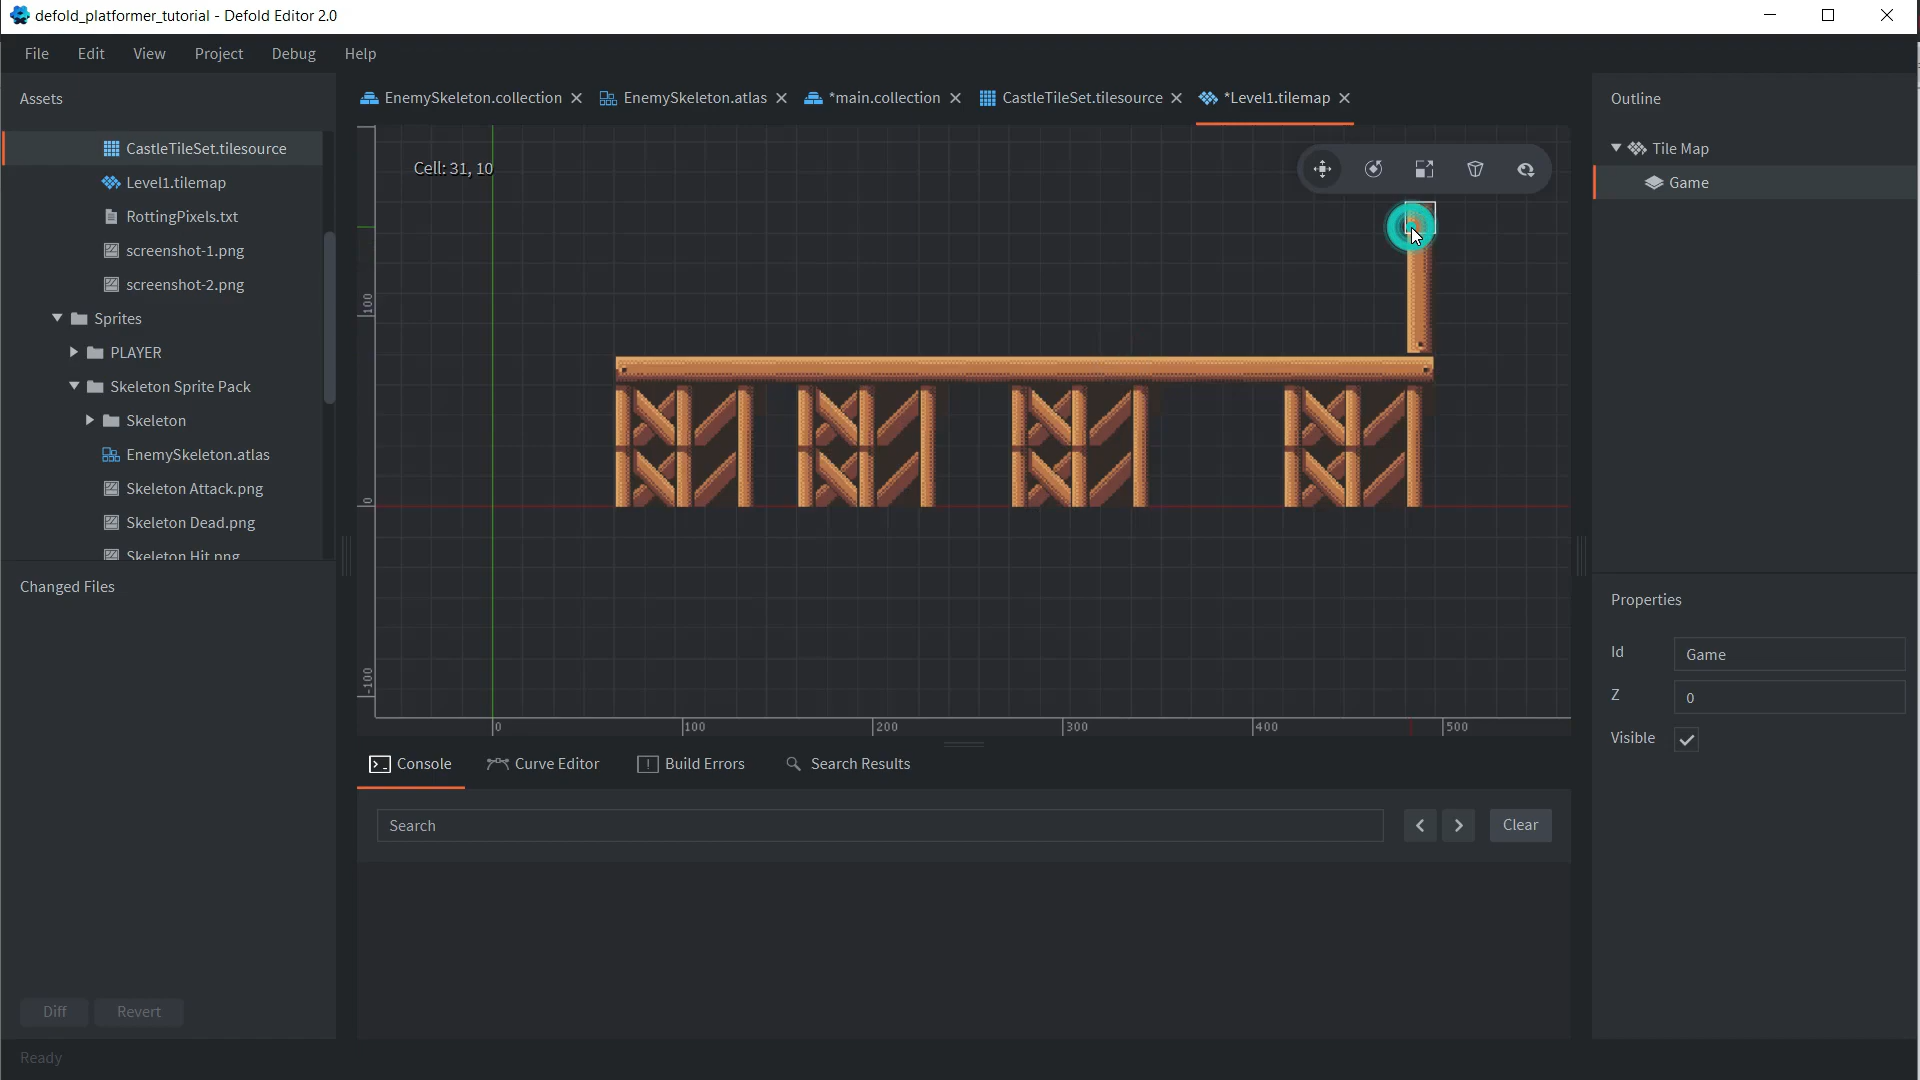 defold_platformer_tutorial - Defold Editor 2.0
File Edit View Project Debug Help
Assets
EnemySkeleton.collection EnemySkeleton.atlas *main.collection CastleTileSet.tilesource *Level1.tilemap
Outline
CastleTileSet.tilesource
Level1.tilemap
RottingPixels.txt
screenshot-1.png
screenshot-2.png
Sprites
PLAYER
Skeleton Sprite Pack
Skeleton
EnemySkeleton.atlas
Skeleton Attack.png
Skeleton Dead.png
Skeleton Hit.png
Cell: 31, 10
100
0
-100
0 100 200 300 400 500
Tile Map
Game
Changed Files
Diff Revert
Ready
Console Curve Editor Build Errors Search Results
Search
Clear
Properties
Id Game
Z 0
Visible